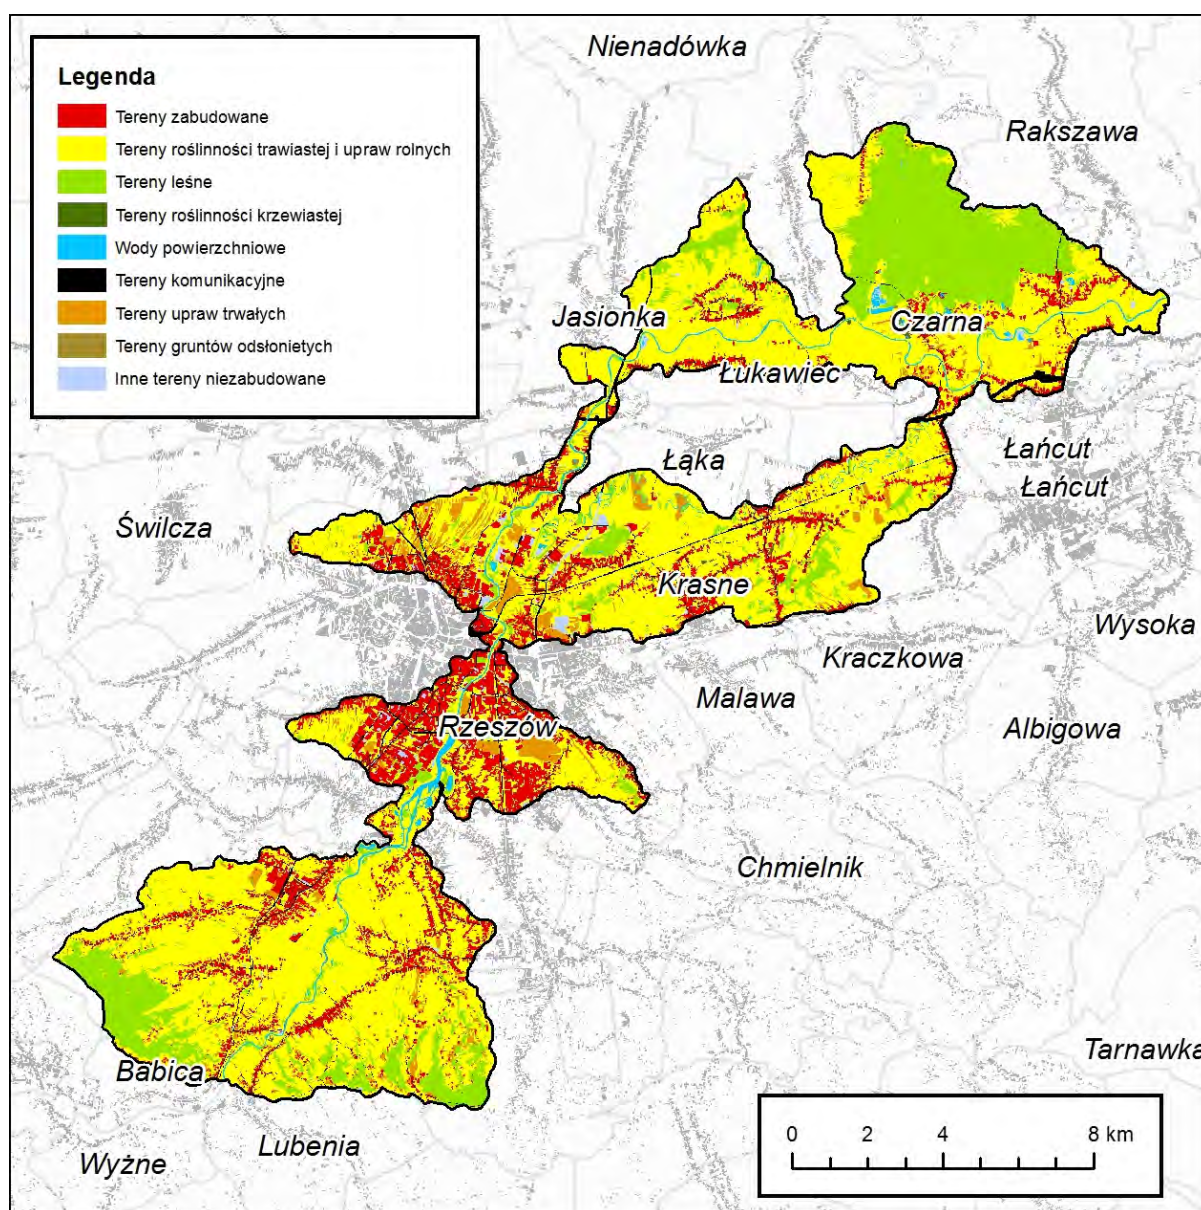 Nienadówka
Legenda
Tereny zabudowane
Tereny roślinności trawiastej i upraw rolnych
Tereny leśne
Tereny roślinności krzewiastej
Wody powierzchniowe
Tereny komunikacyjne
Tereny upraw trwałych
Tereny gruntów odsłonietych
Inne tereny niezabudowane
Rakszawa
Jasionka
Czarna
Łukawiec
Łąka
Łańcut
Łańcut
Świlcza
Krasne
Wysoka
Kraczkowa
Malawa
Rzeszów
Albigowa
Chmielnik
Babica
Tarnawka
Lubenia
Wyżne
0 2 4 8 km